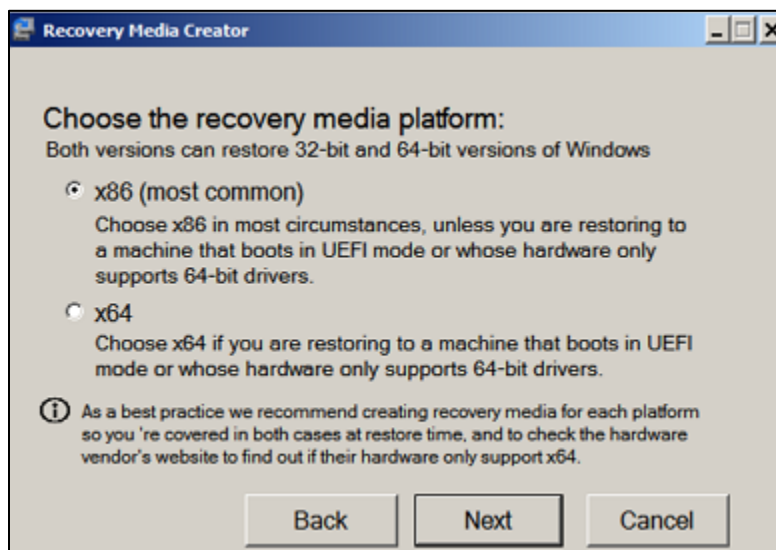 Recovery Media Creator
Choose the recovery media platform:
Both versions can restore 32-bit and 64-bit versions of Windows
x86 (most common)
Choose x86 in most circumstances, unless you are restoring to
a machine that boots in UEFI mode or whose hardware only
supports 64-bit drivers.
x64
Choose x64 if you are restoring to a machine that boots in UEFI
mode or whose hardware only supports 64-bit drivers.
As a best practice we recommend creating recovery media for each platform
so you 're covered in both cases at restore time, and to check the hardware
vendor's website to find out if their hardware only support x64.
Back Next Cancel